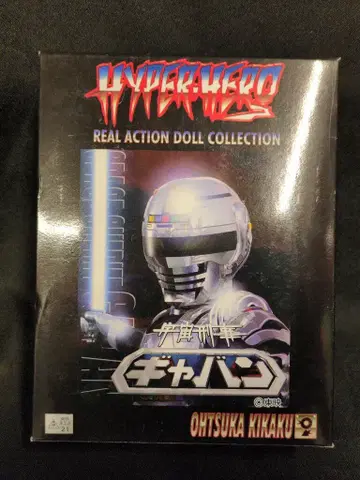 HYPER・HERO
REAL ACTION DOLL COLLECTION
宇宙刑事
ギャバン
©東映
OHTSUKA KIKAKU